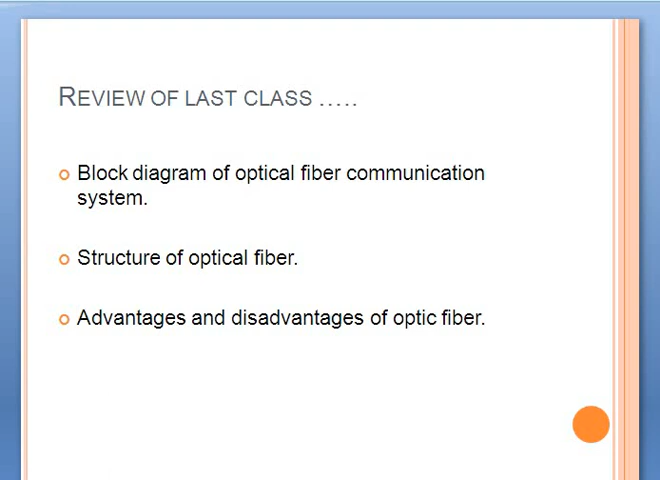 REVIEW OF LAST CLASS .....
Block diagram of optical fiber communication
system.
Structure of optical fiber.
Advantages and disadvantages of optic fiber.